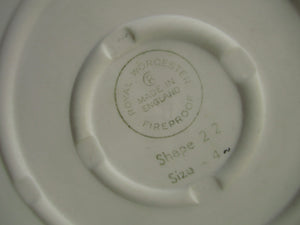 ROYAL WORCESTER
MADE IN
ENGLAND
FIREPROOF
Shape 22
Size 4